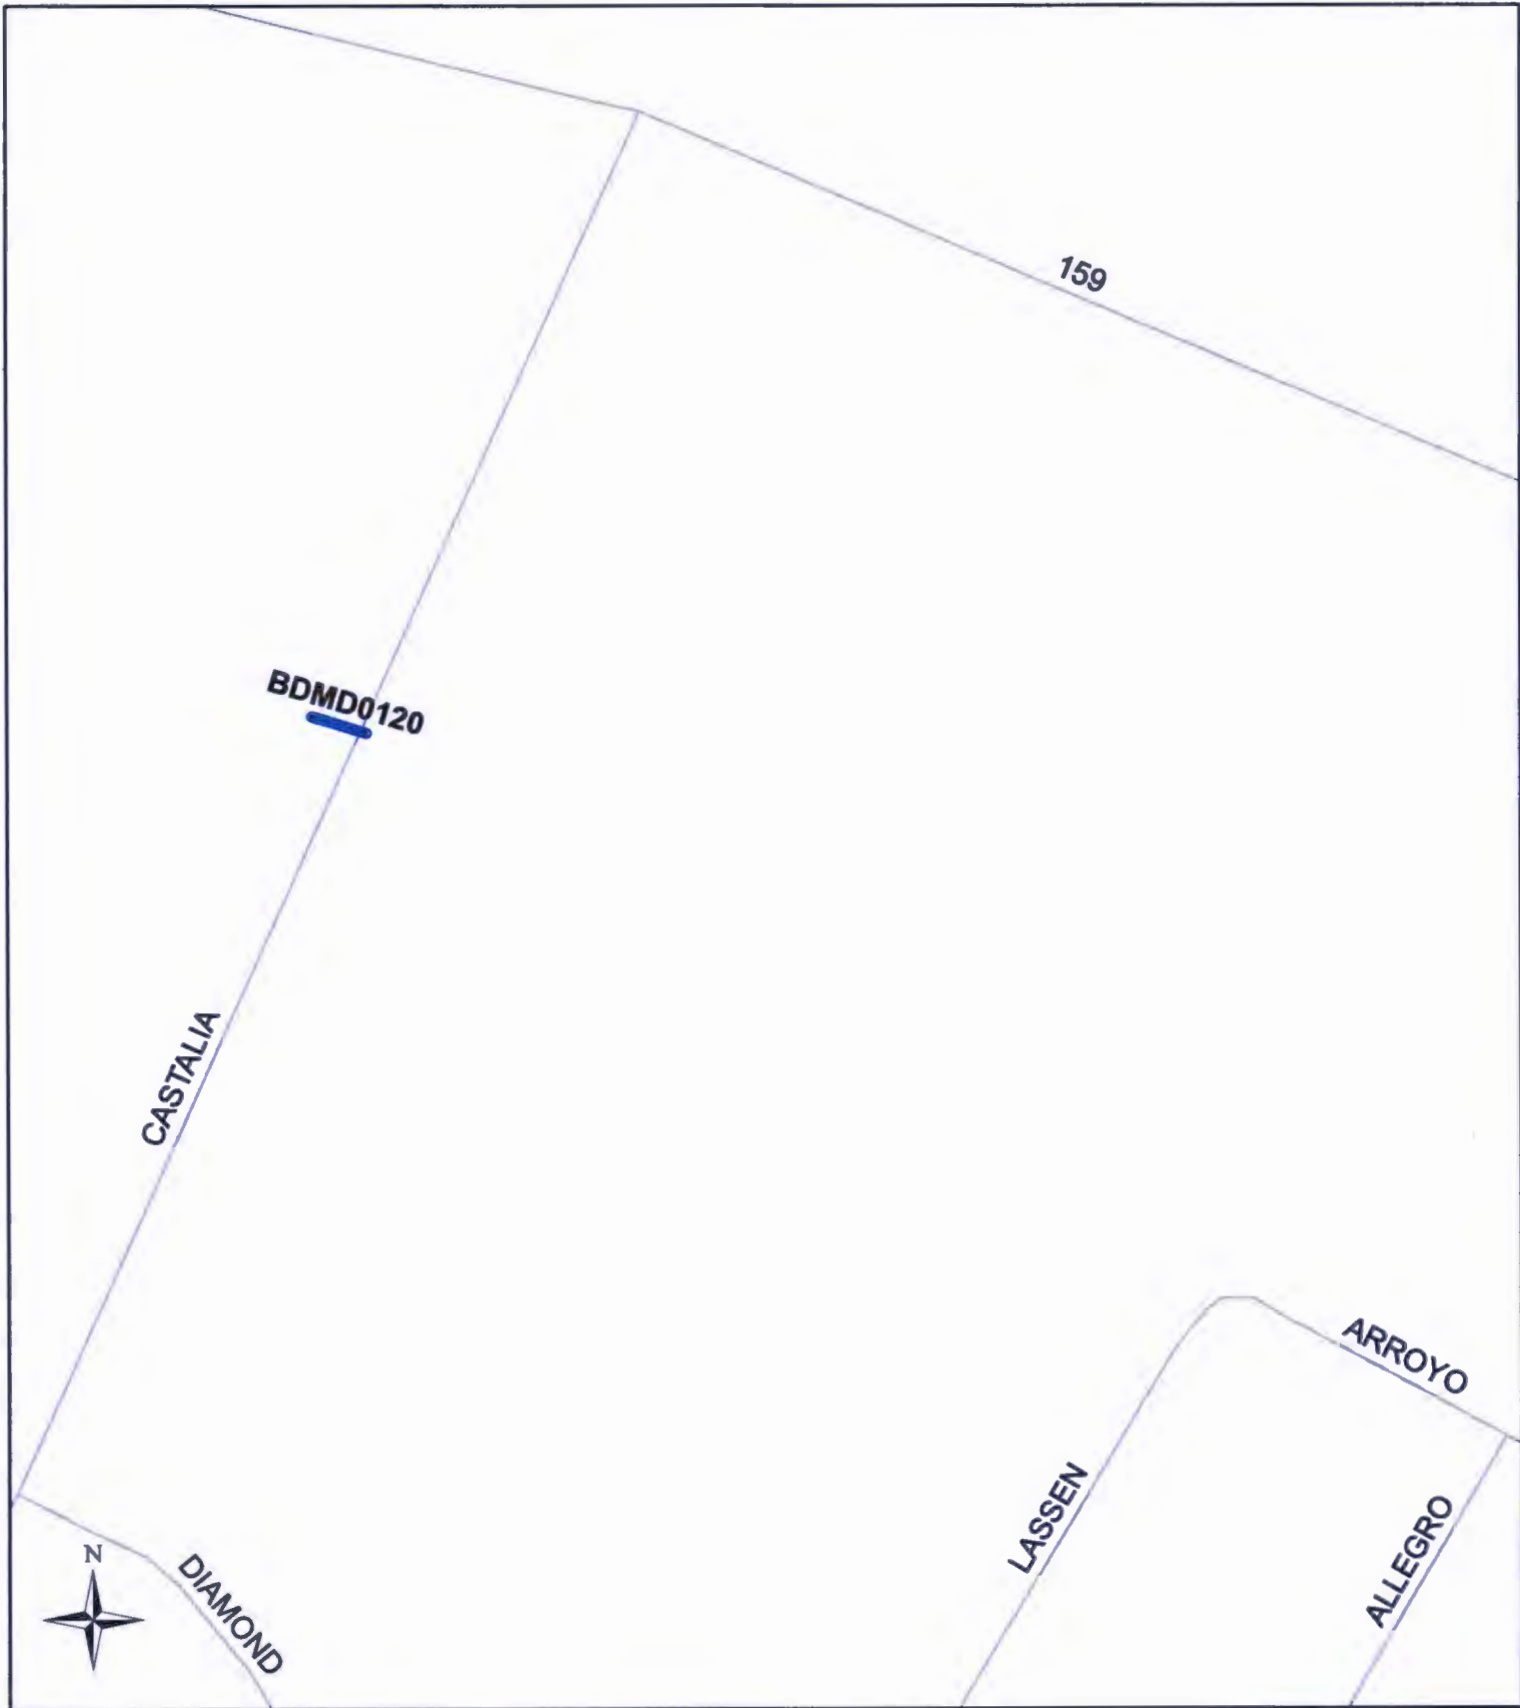 159
BDMD0120
CASTALIA
ARROYO
LASSEN
ALLEGRO
N
DIAMOND